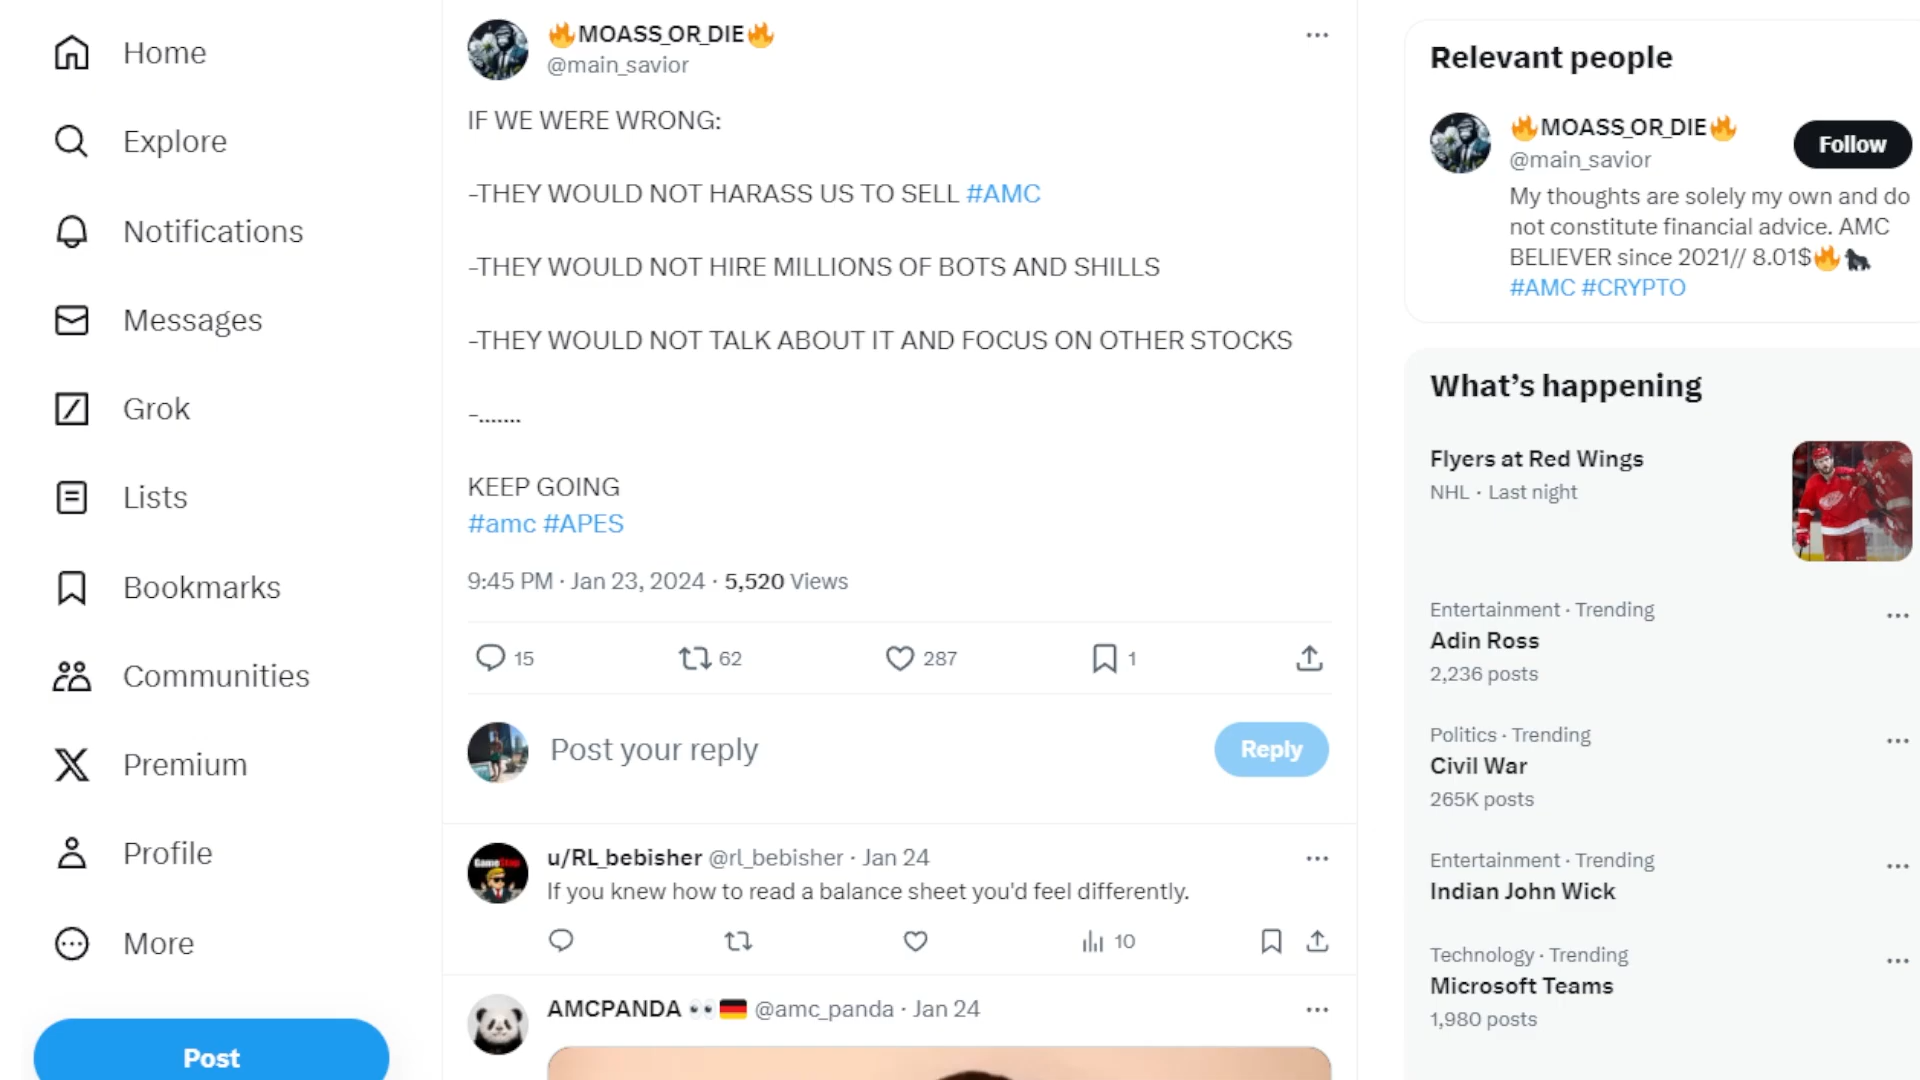 Home
Explore
Notifications
Messages
Grok
Lists
Bookmarks
Communities
Premium
Profile
More
Post
🔥MOASS_OR_DIE🔥
@main_savior
IF WE WERE WRONG:
-THEY WOULD NOT HARASS US TO SELL #AMC
-THEY WOULD NOT HIRE MILLIONS OF BOTS AND SHILLS
-THEY WOULD NOT TALK ABOUT IT AND FOCUS ON OTHER STOCKS
-.......
KEEP GOING
#amc #APES
9:45 PM · Jan 23, 2024 · 5,520 Views
15 62 287 1
Post your reply
Reply
u/RL_bebisher @rl_bebisher · Jan 24
If you knew how to read a balance sheet you'd feel differently.
10
AMCPANDA 👀🇩🇪 @amc_panda · Jan 24
Relevant people
🔥MOASS_OR_DIE🔥
@main_savior
Follow
My thoughts are solely my own and do
not constitute financial advice. AMC
BELIEVER since 2021// 8.01$🔥🦍
#AMC #CRYPTO
What's happening
Flyers at Red Wings
NHL · Last night
Entertainment · Trending
Adin Ross
2,236 posts
Politics · Trending
Civil War
265K posts
Entertainment · Trending
Indian John Wick
Technology · Trending
Microsoft Teams
1,980 posts